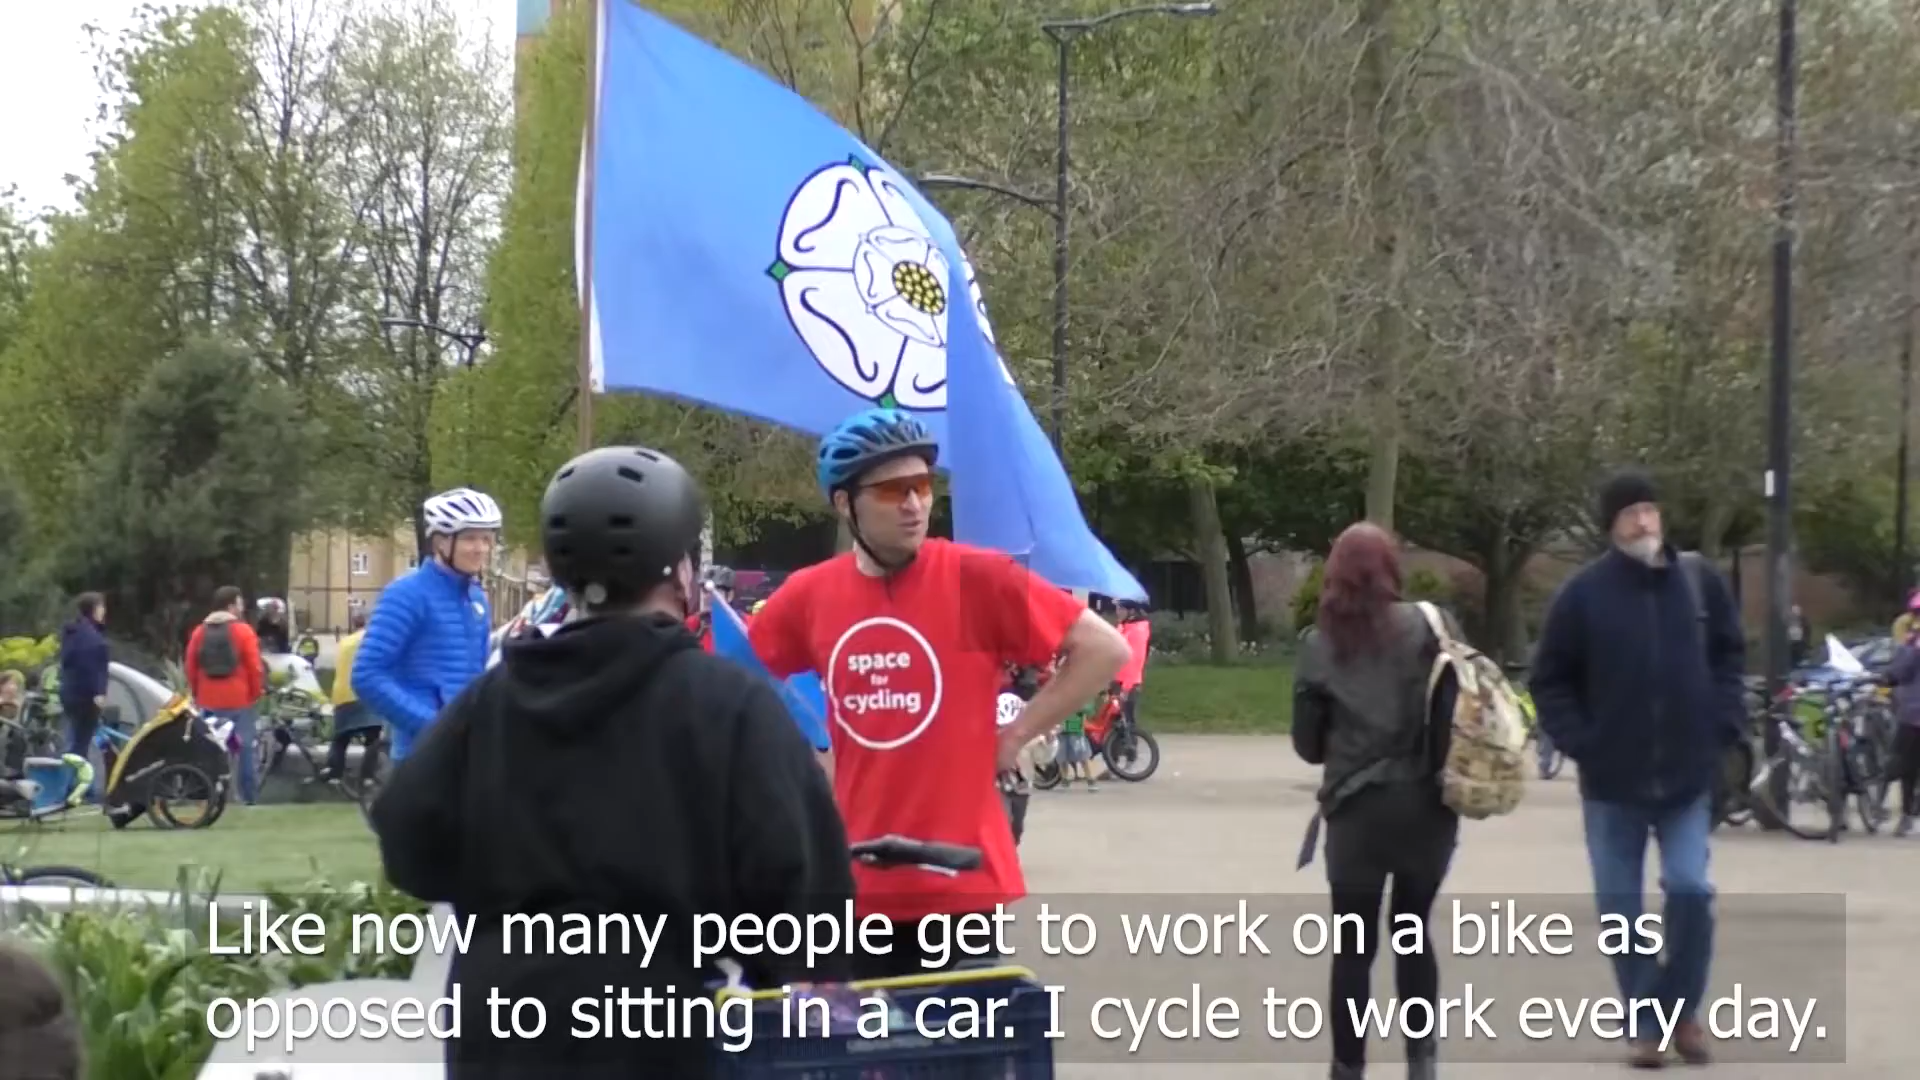 space
for
cycling
Like now many people get to work on a bike as
opposed to sitting in a car. I cycle to work every day.